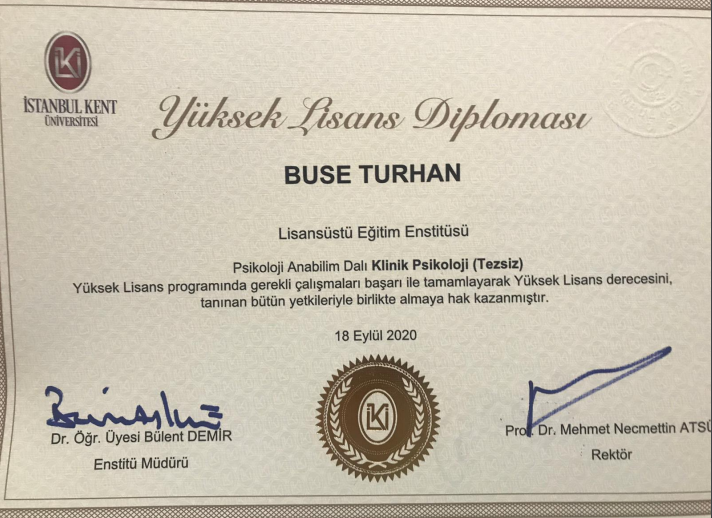 İSTANBUL KENT
ÜNİVERSİTESİ
Yüksek Lisans Diploması
BUSE TURHAN
Lisansüstü Eğitim Enstitüsü
Psikoloji Anabilim Dalı Klinik Psikoloji (Tezsiz)
Yüksek Lisans programında gerekli çalışmaları başarı ile tamamlayarak Yüksek Lisans derecesini,
tanınan bütün yetkileriyle birlikte almaya hak kazanmıştır.
18 Eylül 2020
Dr. Öğr. Üyesi Bülent DEMİR
Enstitü Müdürü
Prof. Dr. Mehmet Necmettin ATSÜ
Rektör